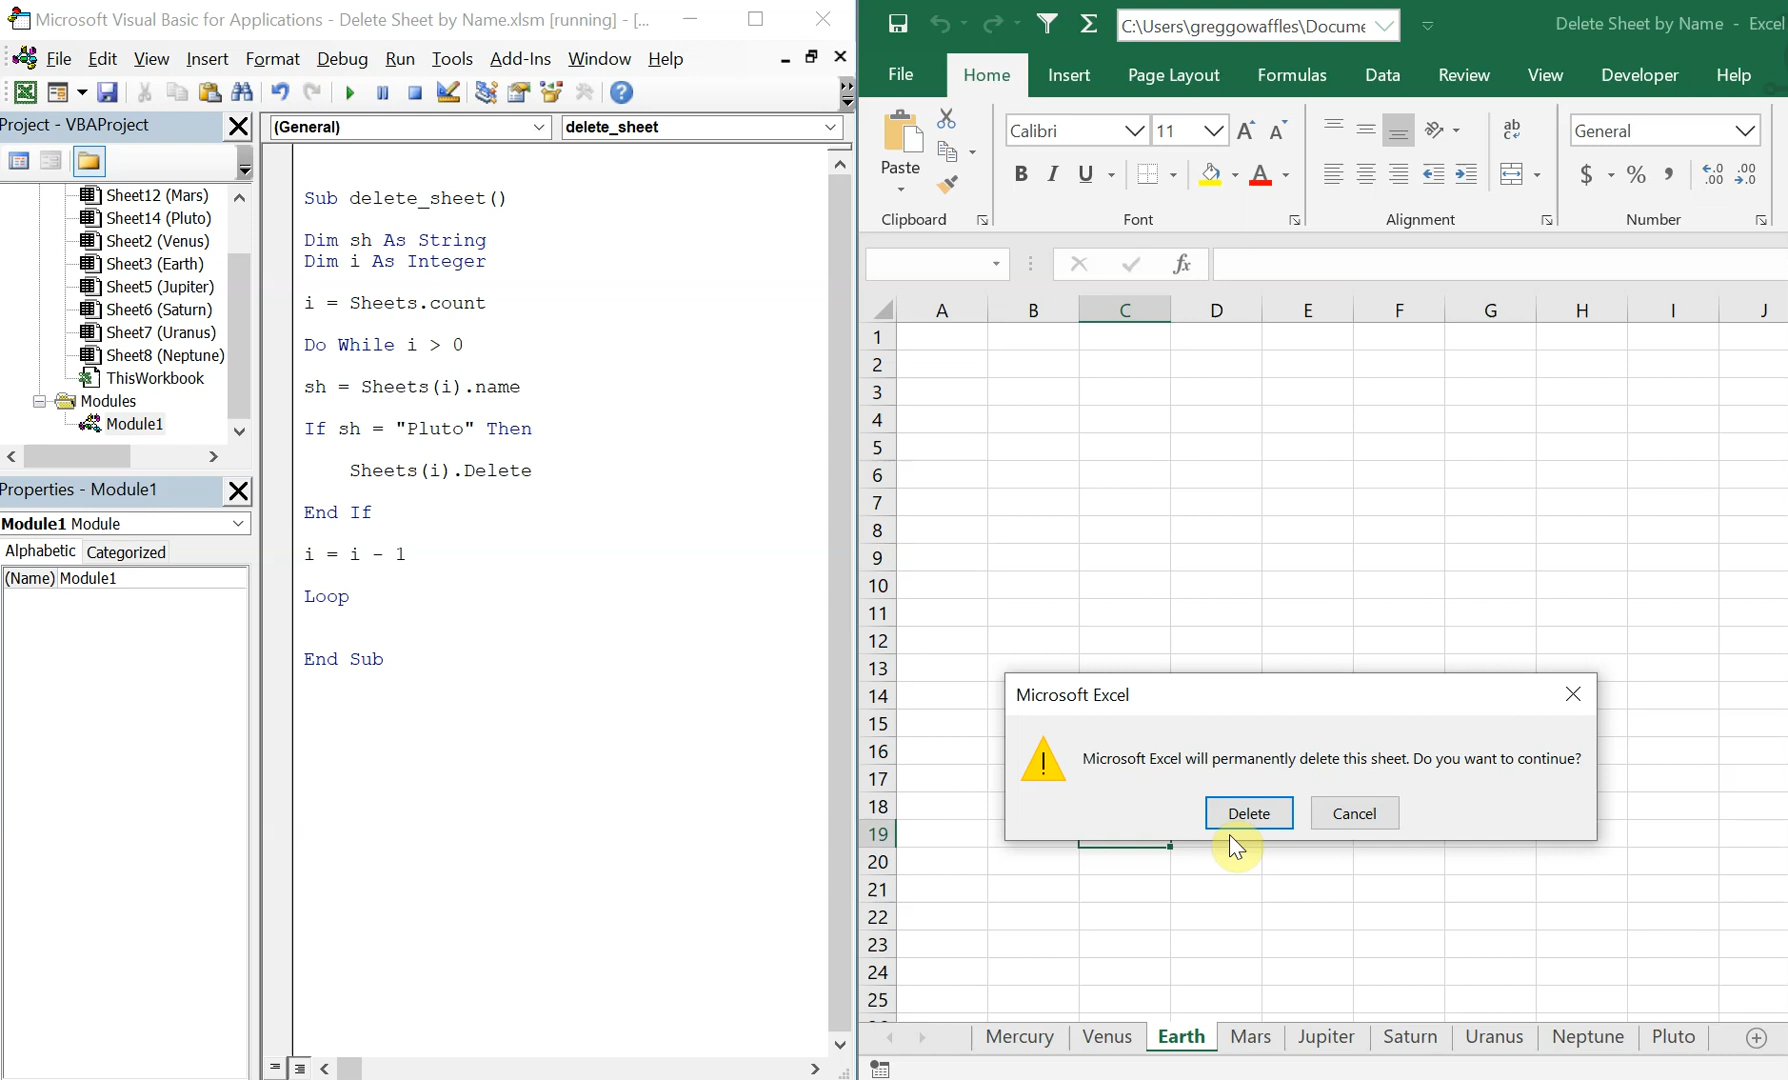 Microsoft Visual Basic for Applications - Delete Sheet by Name.xlsm [running] - [...
File Edit View Insert Format Debug Run Tools Add-Ins Window Help
Project - VBAProject
Sheet12 (Mars)
Sheet14 (Pluto)
Sheet2 (Venus)
Sheet3 (Earth)
Sheet5 (Jupiter)
Sheet6 (Saturn)
Sheet7 (Uranus)
Sheet8 (Neptune)
ThisWorkbook
Modules
Module1
Properties - Module1
Module1 Module
Alphabetic Categorized
(Name) Module1
(General) delete_sheet
Sub delete_sheet()
Dim sh As String
Dim i As Integer
i = Sheets.count
Do While i > 0
sh = Sheets(i).name
If sh = "Pluto" Then
Sheets(i).Delete
End If
i = i - 1
Loop
End Sub
C:\Users\greggowaffles\Docume
Delete Sheet by Name - Excel
File Home Insert Page Layout Formulas Data Review View Developer Help
Paste
Calibri 11
B I U
ab
General
$ % ,
Clipboard Font Alignment Number
fx
A B C D E F G H I J
1
2
3
4
5
6
7
8
9
10
11
12
13
14
15
16
17
18
19
20
21
22
23
24
25
Microsoft Excel
Microsoft Excel will permanently delete this sheet. Do you want to continue?
Delete Cancel
Mercury Venus Earth Mars Jupiter Saturn Uranus Neptune Pluto